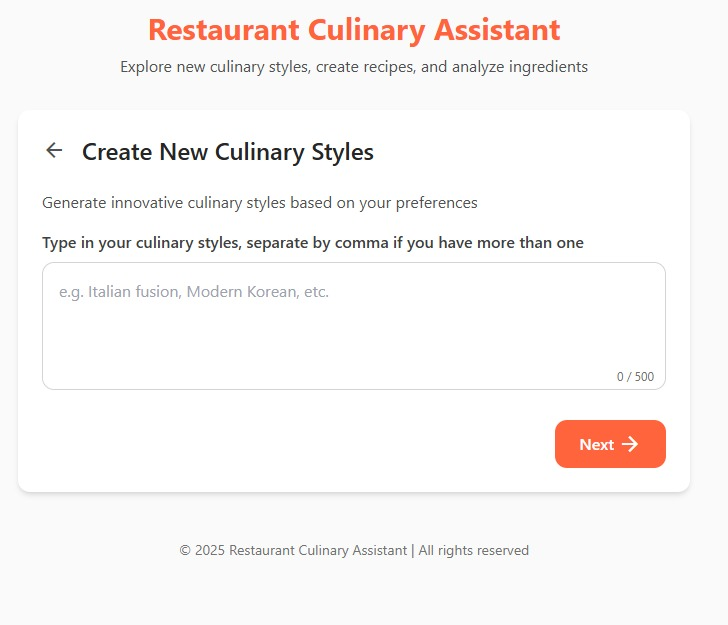 Restaurant Culinary Assistant
Explore new culinary styles, create recipes, and analyze ingredients
Create New Culinary Styles
Generate innovative culinary styles based on your preferences
Type in your culinary styles, separate by comma if you have more than one
e.g. Italian fusion, Modern Korean, etc.
0 / 500
Next
© 2025 Restaurant Culinary Assistant | All rights reserved